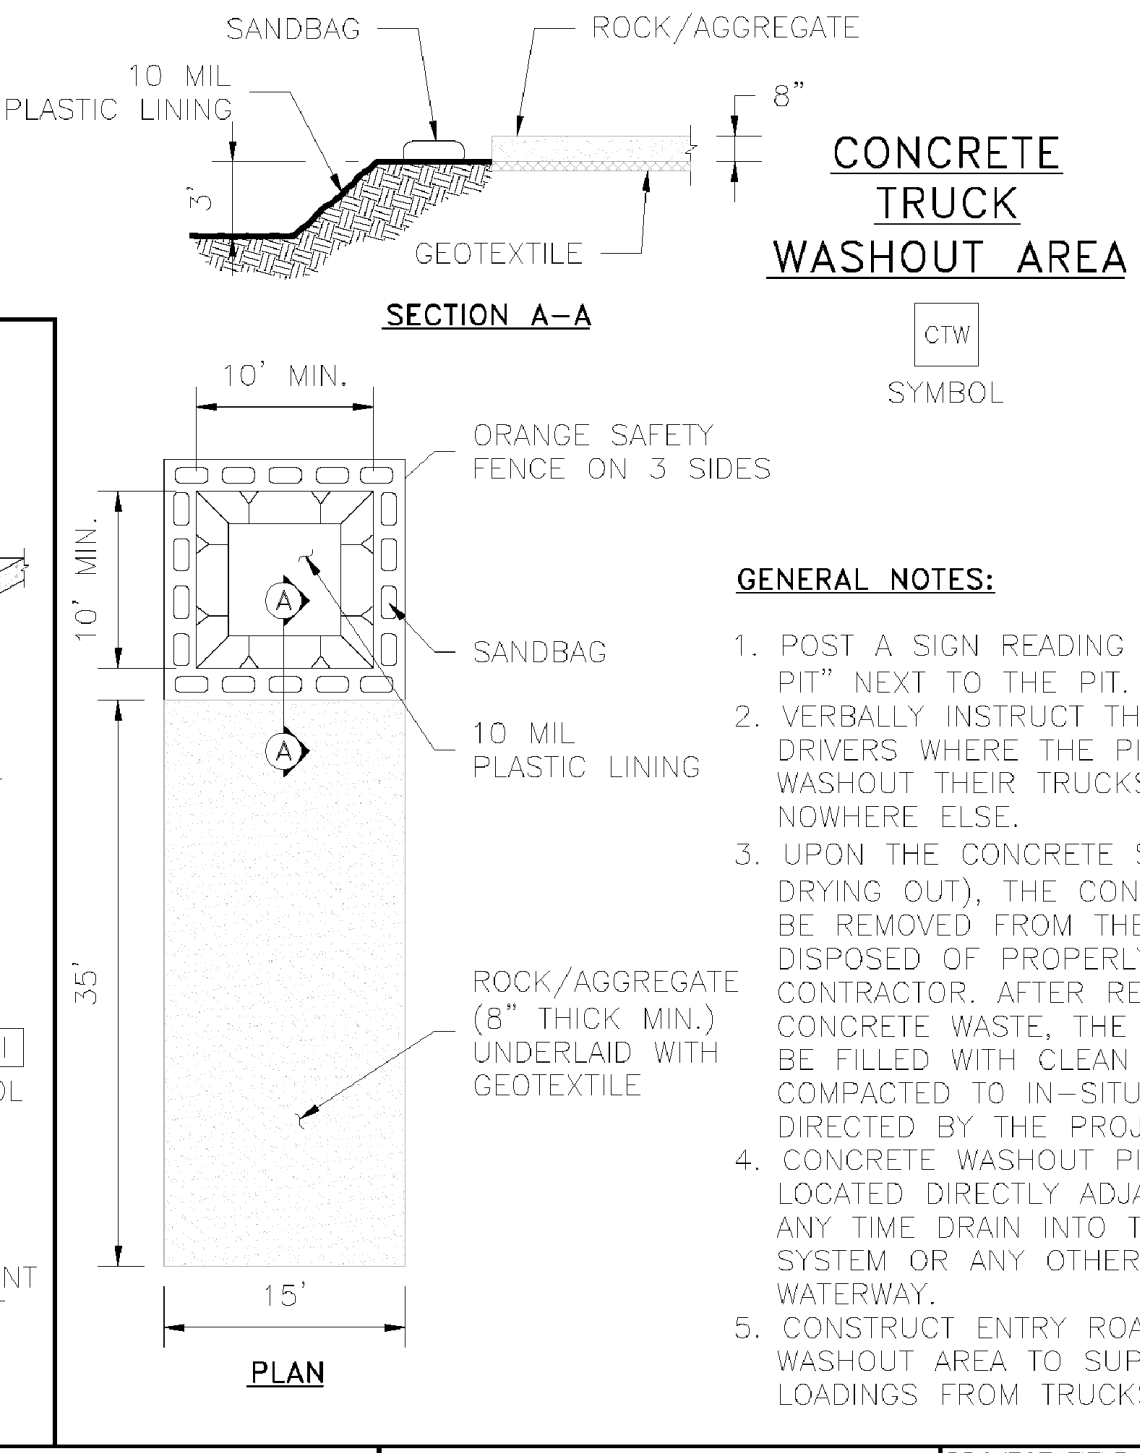 SANDBAG
ROCK/AGGREGATE
10 MIL
PLASTIC LINING
8"
3'
GEOTEXTILE
SECTION A-A
CONCRETE
TRUCK
WASHOUT AREA
CTW
SYMBOL
10' MIN.
ORANGE SAFETY
FENCE ON 3 SIDES
10' MIN.
A
SANDBAG
A
10 MIL
PLASTIC LINING
35'
ROCK/AGGREGATE
(8" THICK MIN.)
UNDERLAID WITH
GEOTEXTILE
15'
PLAN
GENERAL NOTES:
1. POST A SIGN READING
PIT" NEXT TO THE PIT.
2. VERBALLY INSTRUCT TH
DRIVERS WHERE THE PI
WASHOUT THEIR TRUCKS
NOWHERE ELSE.
3. UPON THE CONCRETE S
DRYING OUT), THE CON
BE REMOVED FROM THE
DISPOSED OF PROPERLY
CONTRACTOR. AFTER RE
CONCRETE WASTE, THE
BE FILLED WITH CLEAN
COMPACTED TO IN-SITU
DIRECTED BY THE PROJ
4. CONCRETE WASHOUT PI
LOCATED DIRECTLY ADJA
ANY TIME DRAIN INTO T
SYSTEM OR ANY OTHER
WATERWAY.
5. CONSTRUCT ENTRY ROA
WASHOUT AREA TO SUP
LOADINGS FROM TRUCKS
OL
NT